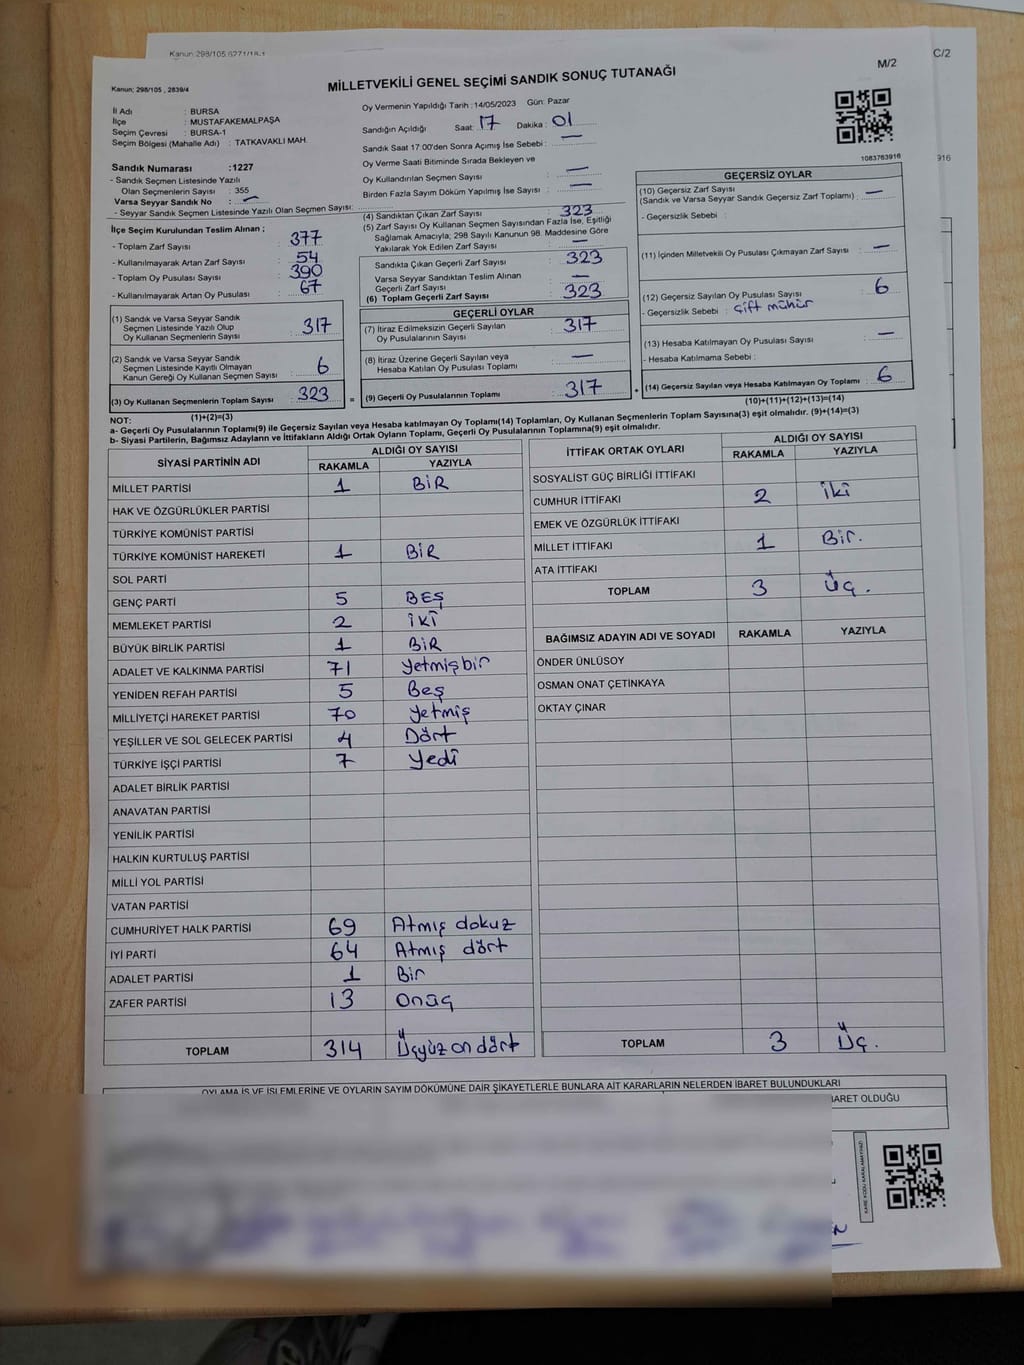 Kanun 298/105,6271/18-1
C/2
M/2
Kanun: 298/105 , 2839/4
MİLLETVEKİLİ GENEL SEÇİMİ SANDIK SONUÇ TUTANAĞI
İl Adı : BURSA
İlçe : MUSTAFAKEMALPAŞA
Seçim Çevresi : BURSA-1
Seçim Bölgesi (Mahalle Adı) : TATKAVAKLI MAH.
Sandık Numarası :1227
- Sandık Seçmen Listesinde Yazılı
Olan Seçmenlerin Sayısı : 355
Varsa Seyyar Sandık No : —
- Seyyar Sandık Seçmen Listesinde Yazılı Olan Seçmen Sayısı:
Oy Vermenin Yapıldığı Tarih :14/05/2023 Gün: Pazar
Sandığın Açıldığı Saat: 17 Dakika: 01
Sandık Saat 17:00'den Sonra Açımış İse Sebebi : —
Oy Verme Saati Bitiminde Sırada Bekleyen ve
Oy Kullandırılan Seçmen Sayısı : —
Birden Fazla Sayım Döküm Yapılmış İse Sayısı : —
1083763916
916
İlçe Seçim Kurulundan Teslim Alınan ;
- Toplam Zarf Sayısı : 377
- Kullanılmayarak Artan Zarf Sayısı : 54
- Toplam Oy Pusulası Sayısı : 390
- Kullanılmayarak Artan Oy Pusulası : 67
(1) Sandık ve Varsa Seyyar Sandık
Seçmen Listesinde Yazılı Olup
Oy Kullanan Seçmenlerin Sayısı : 317
(2) Sandık ve Varsa Seyyar Sandık
Seçmen Listesinde Kayıtlı Olmayan
Kanun Gereği Oy Kullanan Seçmen Sayısı : 6
(3) Oy Kullanan Seçmenlerin Toplam Sayısı : 323
(1)+(2)=(3)
(4) Sandıktan Çıkan Zarf Sayısı : 323
(5) Zarf Sayısı Oy Kullanan Seçmen Sayısından Fazla İse, Eşitliği
Sağlamak Amacıyla, 298 Sayılı Kanunun 98. Maddesine Göre
Yakılarak Yok Edilen Zarf Sayısı : —
Sandıkta Çıkan Geçerli Zarf Sayısı : 323
Varsa Seyyar Sandıktan Teslim Alınan
Geçerli Zarf Sayısı : —
(6) Toplam Geçerli Zarf Sayısı : 323
GEÇERLİ OYLAR
(7) İtiraz Edilmeksizin Geçerli Sayılan
Oy Pusulalarının Sayısı : 317
(8) İtiraz Üzerine Geçerli Sayılan veya
Hesaba Katılan Oy Pusulası Toplamı : —
= (9) Geçerli Oy Pusulalarının Toplamı : 317 +
GEÇERSİZ OYLAR
(10) Geçersiz Zarf Sayısı
(Sandık ve Varsa Seyyar Sandık Geçersiz Zarf Toplamı) : —
- Geçersizlik Sebebi :
(11) İçinden Milletvekili Oy Pusulası Çıkmayan Zarf Sayısı : —
(12) Geçersiz Sayılan Oy Pusulası Sayısı : 6
- Geçersizlik Sebebi : Çift mühür
(13) Hesaba Katılmayan Oy Pusulası Sayısı : —
- Hesaba Katılmama Sebebi :
(14) Geçersiz Sayılan veya Hesaba Katılmayan Oy Toplamı : 6
(10)+(11)+(12)+(13)=(14)
NOT:
a- Geçerli Oy Pusulalarının Toplamı(9) ile Geçersiz Sayılan veya Hesaba katılmayan Oy Toplamı(14) Toplamları, Oy Kullanan Seçmenlerin Toplam Sayısına(3) eşit olmalıdır. (9)+(14)=(3)
b- Siyasi Partilerin, Bağımsız Adayların ve İttifakların Aldığı Ortak Oyların Toplamı, Geçerli Oy Pusulalarının Toplamına(9) eşit olmalıdır.
SİYASİ PARTİNİN ADI ALDIĞI OY SAYISI
RAKAMLA YAZIYLA
MİLLET PARTİSİ 1 BİR
HAK VE ÖZGÜRLÜKLER PARTİSİ
TÜRKİYE KOMÜNİST PARTİSİ
TÜRKİYE KOMÜNİST HAREKETİ 1 BİR
SOL PARTİ
GENÇ PARTİ 5 BEŞ
MEMLEKET PARTİSİ 2 iki
BÜYÜK BİRLİK PARTİSİ 1 BiR
ADALET VE KALKINMA PARTİSİ 71 Yetmişbir
YENİDEN REFAH PARTİSİ 5 Beş
MİLLİYETÇİ HAREKET PARTİSİ 70 Yetmiş
YEŞİLLER VE SOL GELECEK PARTİSİ 4 Dört
TÜRKİYE İŞÇİ PARTİSİ 7 Yedi
ADALET BİRLİK PARTİSİ
ANAVATAN PARTİSİ
YENİLİK PARTİSİ
HALKIN KURTULUŞ PARTİSİ
MİLLİ YOL PARTİSİ
VATAN PARTİSİ
CUMHURİYET HALK PARTİSİ 69 Atmış dokuz
İYİ PARTİ 64 Atmış dört
ADALET PARTİSİ 1 Bir
ZAFER PARTİSİ 13 Onüç
TOPLAM 314 Üçyüz on dört
İTTİFAK ORTAK OYLARI ALDIĞI OY SAYISI
RAKAMLA YAZIYLA
SOSYALİST GÜÇ BİRLİĞİ İTTİFAKI
CUMHUR İTTİFAKI 2 iki
EMEK VE ÖZGÜRLÜK İTTİFAKI
MİLLET İTTİFAKI 1 Bir.
ATA İTTİFAKI
TOPLAM 3 Üç.
BAĞIMSIZ ADAYIN ADI VE SOYADI RAKAMLA YAZIYLA
ÖNDER ÜNLÜSOY
OSMAN ONAT ÇETİNKAYA
OKTAY ÇINAR
TOPLAM 3 Üç.
OYLAMA İŞ VE İŞLEMLERİNE VE OYLARIN SAYIM DÖKÜMÜNE DAİR ŞİKAYETLERLE BUNLARA AİT KARARLARIN NELERDEN İBARET BULUNDUKLARI
BARET OLDUĞU
KARE KODU KARALAMAYINIZ!